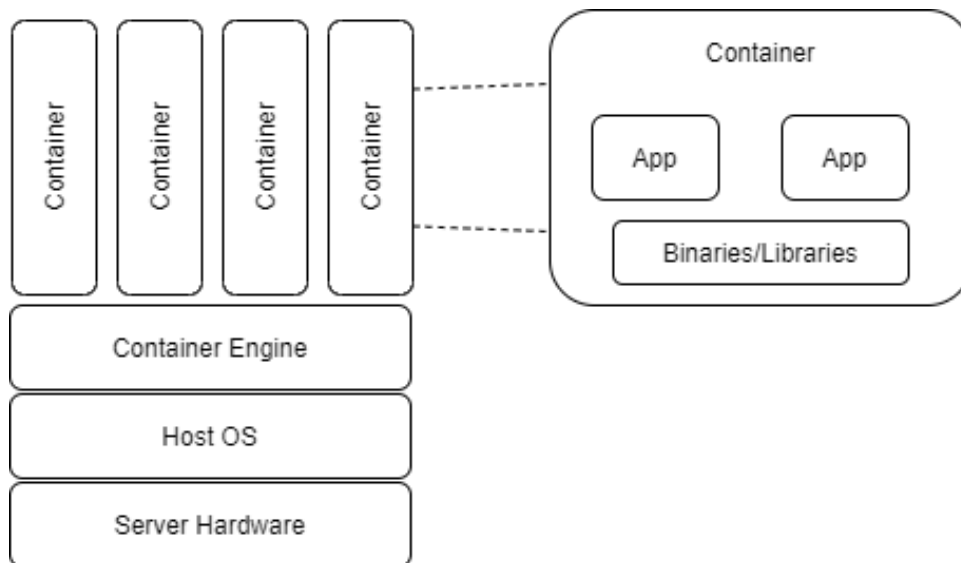 Container
Container
Container
Container
Container
App
App
Binaries/Libraries
Container Engine
Host OS
Server Hardware